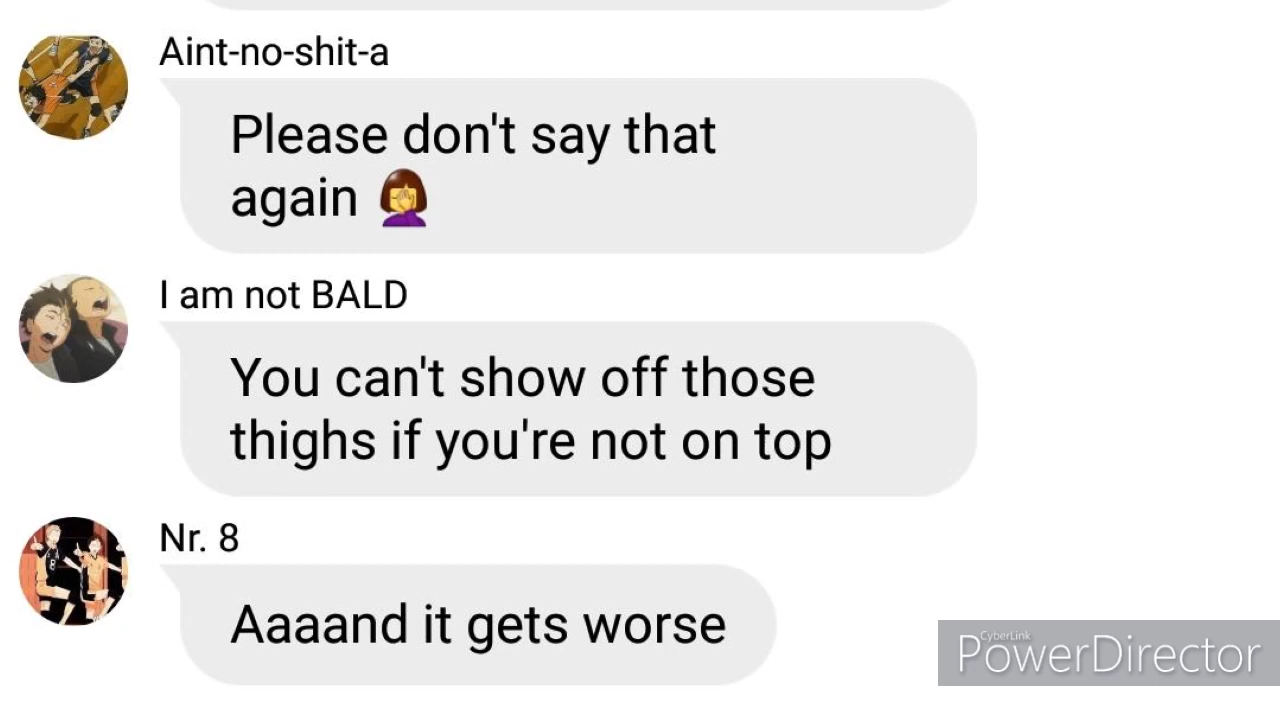 Aint-no-shit-a
Please don't say that
again 🤦‍♀️
I am not BALD
You can't show off those
thighs if you're not on top
Nr. 8
Aaaand it gets worse
CyberLink
PowerDirector